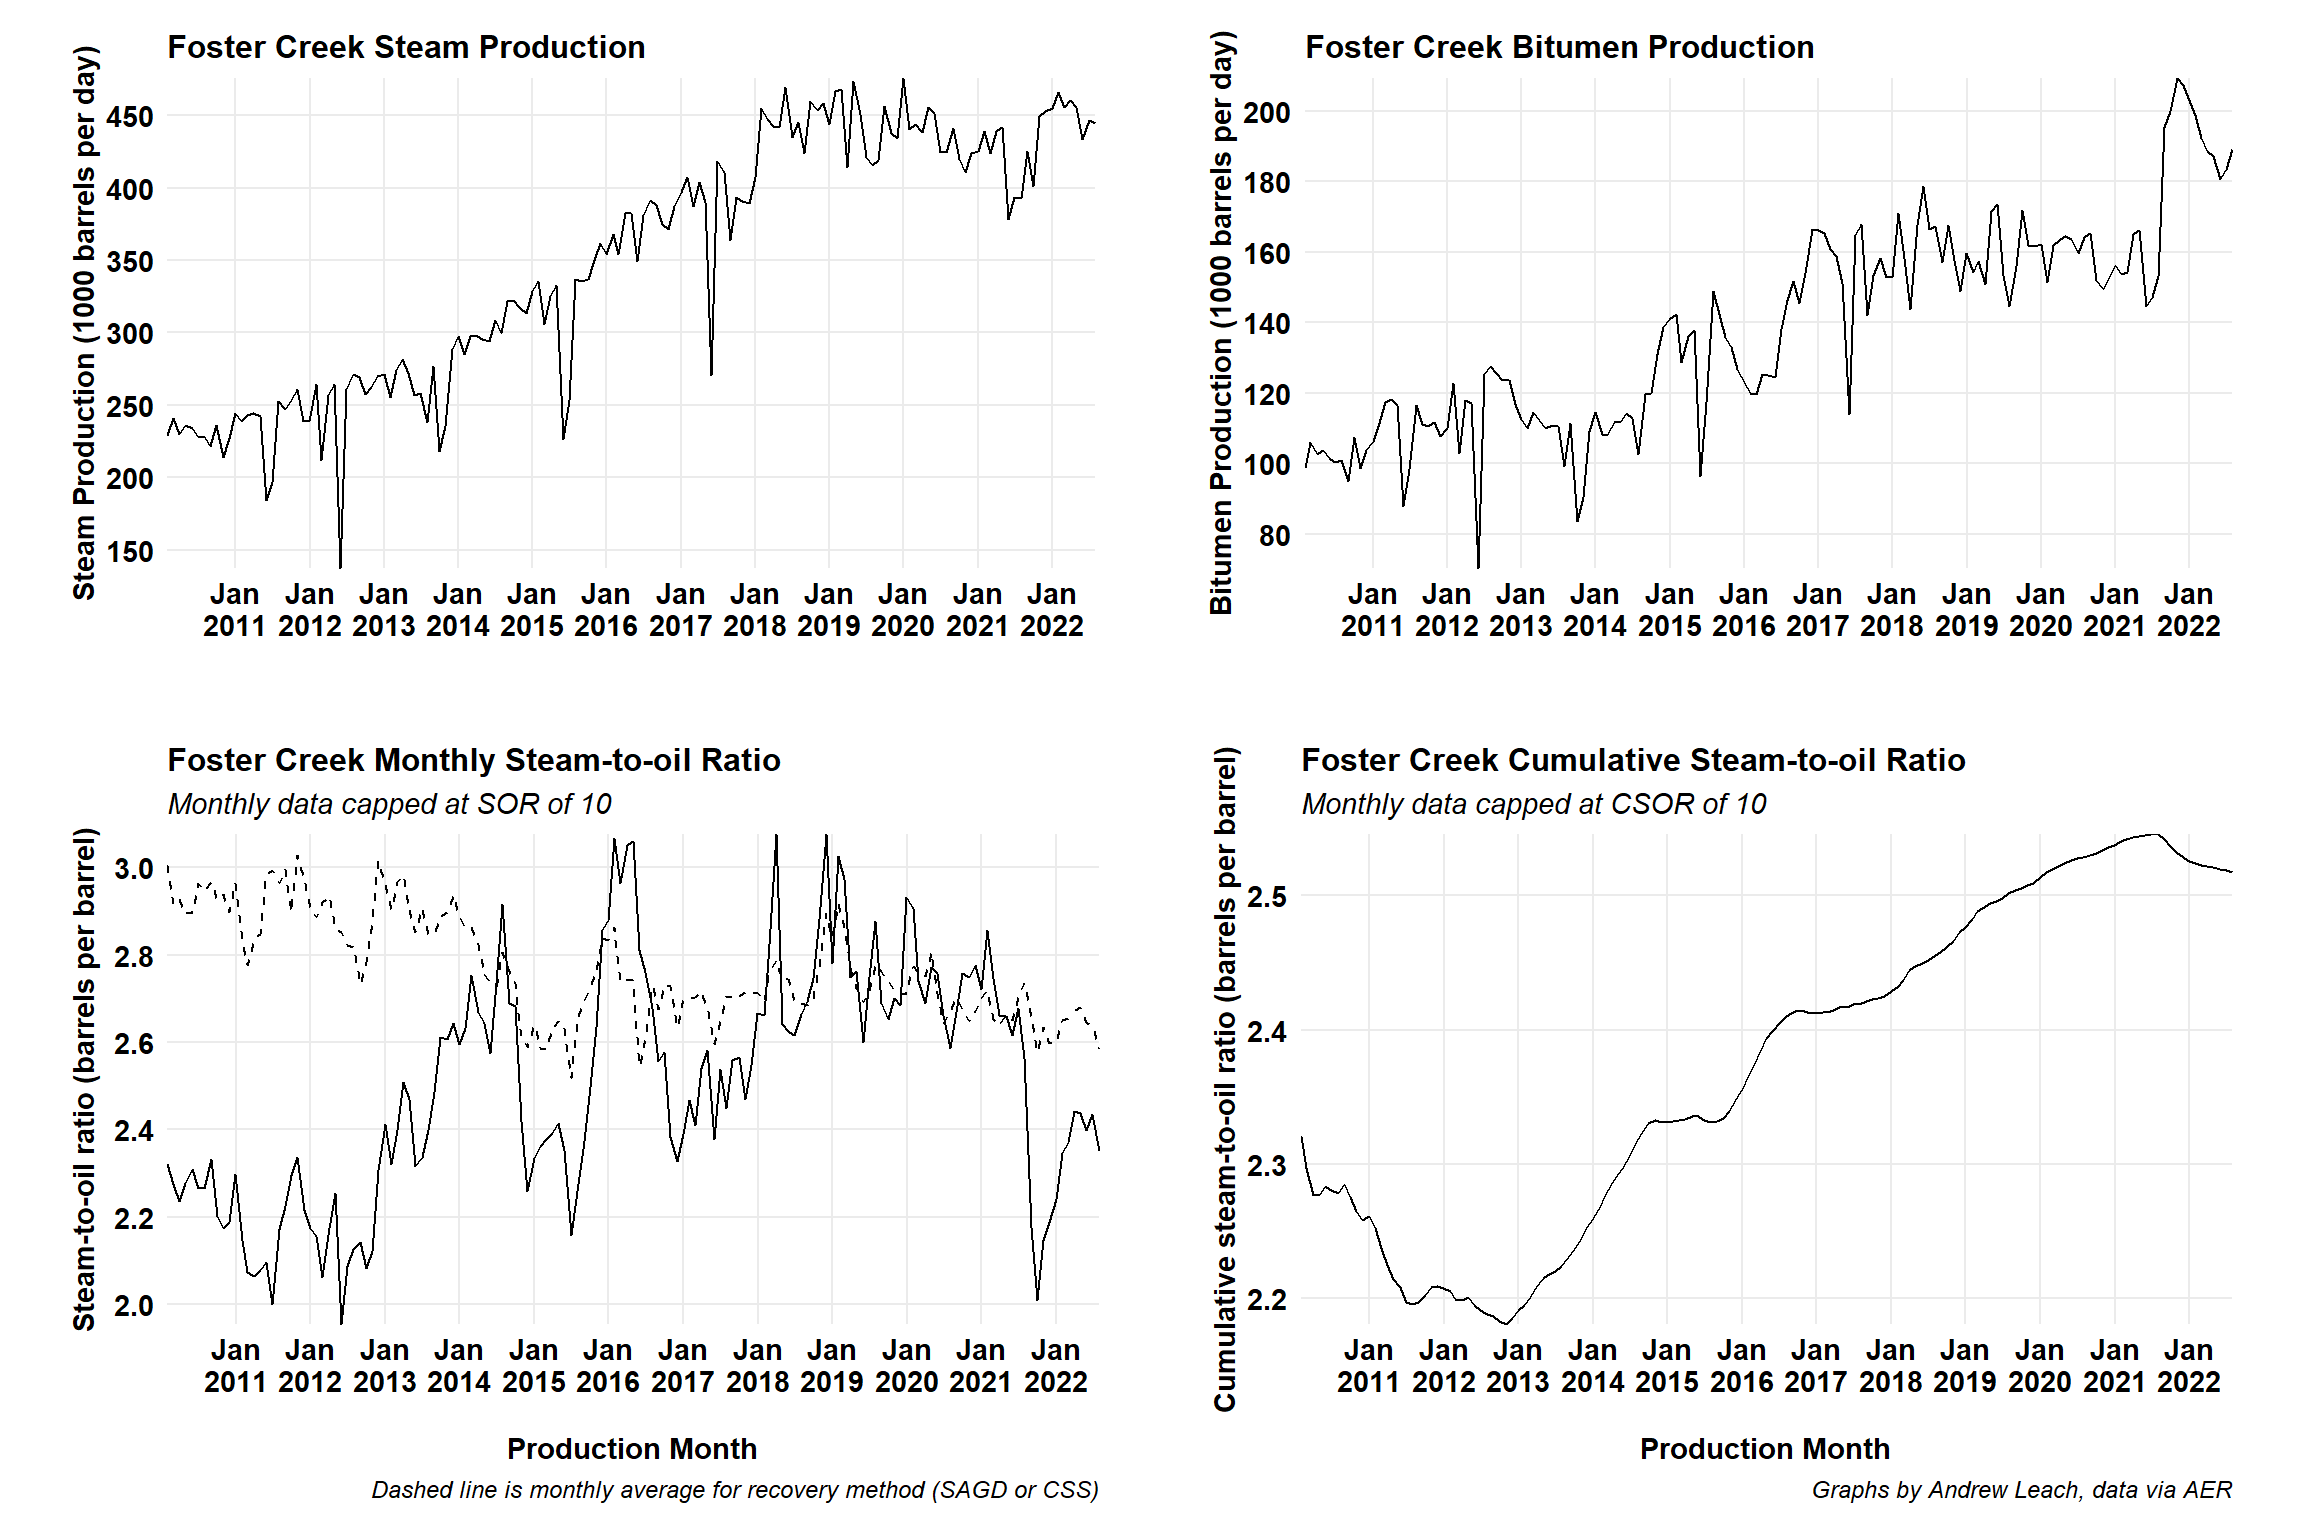 Foster Creek Steam Production
Steam Production (1000 barrels per day)
450
400
350
300
250
200
150
Jan Jan Jan Jan Jan Jan Jan Jan Jan Jan Jan Jan
2011 2012 2013 2014 2015 2016 2017 2018 2019 2020 2021 2022
Foster Creek Bitumen Production
Bitumen Production (1000 barrels per day)
200
180
160
140
120
100
80
Jan Jan Jan Jan Jan Jan Jan Jan Jan Jan Jan Jan
2011 2012 2013 2014 2015 2016 2017 2018 2019 2020 2021 2022
Foster Creek Monthly Steam-to-oil Ratio
Monthly data capped at SOR of 10
Steam-to-oil ratio (barrels per barrel)
3.0
2.8
2.6
2.4
2.2
2.0
Jan Jan Jan Jan Jan Jan Jan Jan Jan Jan Jan Jan
2011 2012 2013 2014 2015 2016 2017 2018 2019 2020 2021 2022
Production Month
Dashed line is monthly average for recovery method (SAGD or CSS)
Foster Creek Cumulative Steam-to-oil Ratio
Monthly data capped at CSOR of 10
Cumulative steam-to-oil ratio (barrels per barrel)
2.5
2.4
2.3
2.2
Jan Jan Jan Jan Jan Jan Jan Jan Jan Jan Jan Jan
2011 2012 2013 2014 2015 2016 2017 2018 2019 2020 2021 2022
Production Month
Graphs by Andrew Leach, data via AER